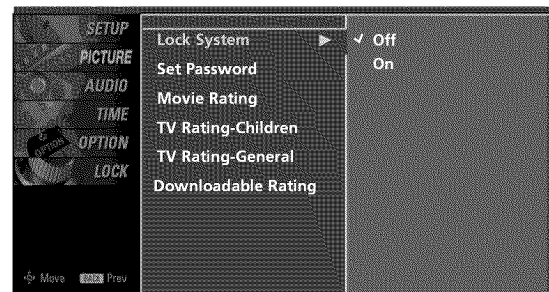 SETUP
PICTURE
AUDIO
TIME
OPTION
LOCK
Move BACK Prev
Lock System ▶
Set Password
Movie Rating
TV Rating-Children
TV Rating-General
Downloadable Rating
✓ Off
On